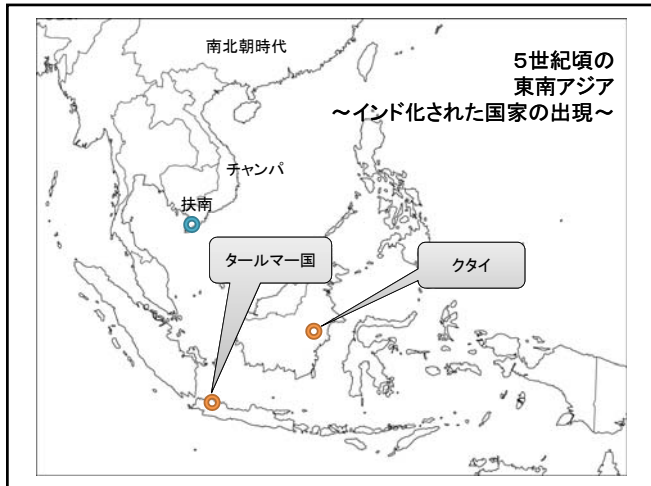 南北朝時代
5世紀頃の
東南アジア
～インド化された国家の出現～
チャンパ
扶南
タールマー国
クタイ